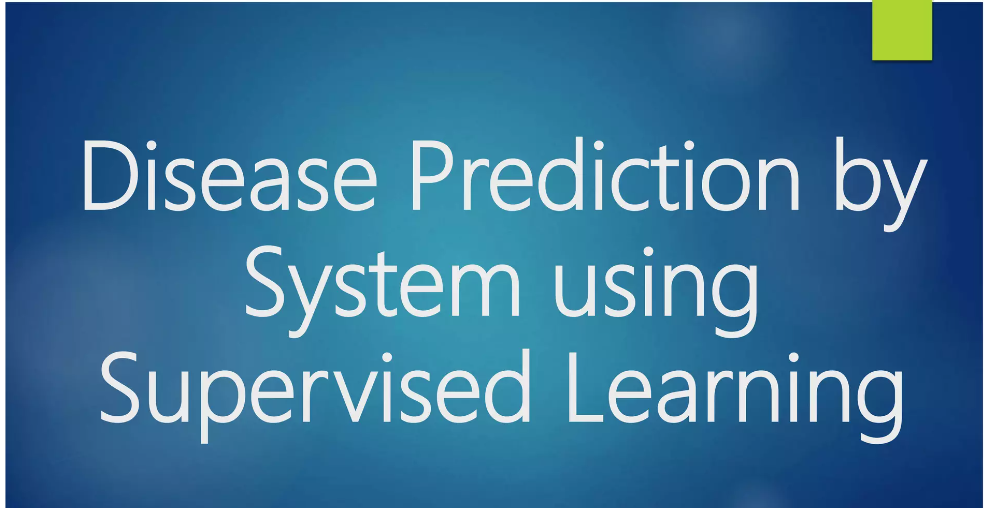 Disease Prediction by
System using
Supervised Learning